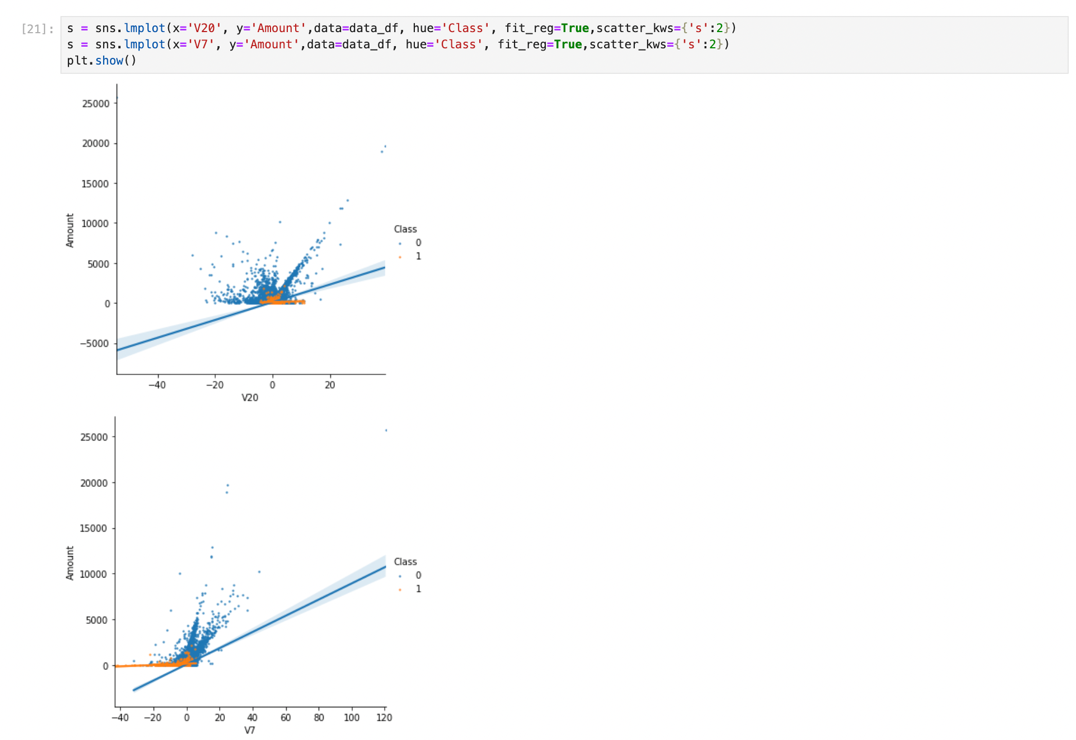 [21]: s = sns.lmplot(x='V20', y='Amount',data=data_df, hue='Class', fit_reg=True,scatter_kws={'s':2})
s = sns.lmplot(x='V7', y='Amount',data=data_df, hue='Class', fit_reg=True,scatter_kws={'s':2})
plt.show()
25000
20000
15000
10000
5000
0
−5000
Amount
−40 −20 0 20
V20
Class
0
1
25000
20000
15000
10000
5000
0
Amount
−40 −20 0 20 40 60 80 100 120
V7
Class
0
1